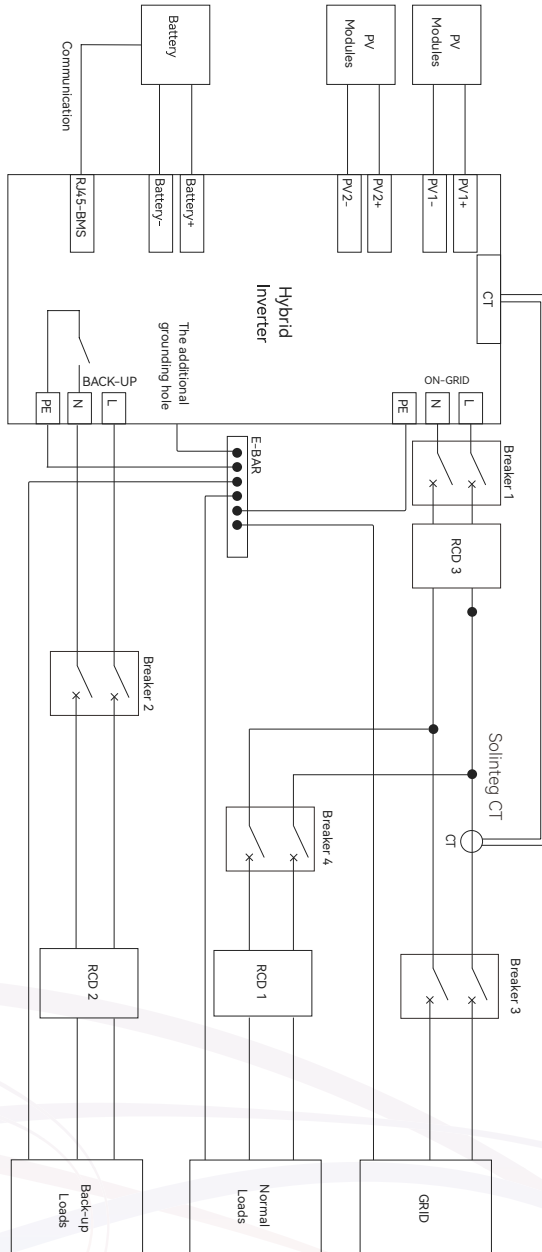 Battery
PV
Modules
PV
Modules
Communication
RJ45-BMS
Battery-
Battery+
PV2-
PV2+
PV1-
PV1+
CT
Hybrid
Inverter
The additional
grounding hole
BACK-UP
ON-GRID
PE
N
L
PE
N
L
E-BAR
Breaker 1
RCD 3
Breaker 2
Solinteg CT
CT
Breaker 4
Breaker 3
RCD 2
RCD 1
Back-up
Loads
Normal
Loads
GRID